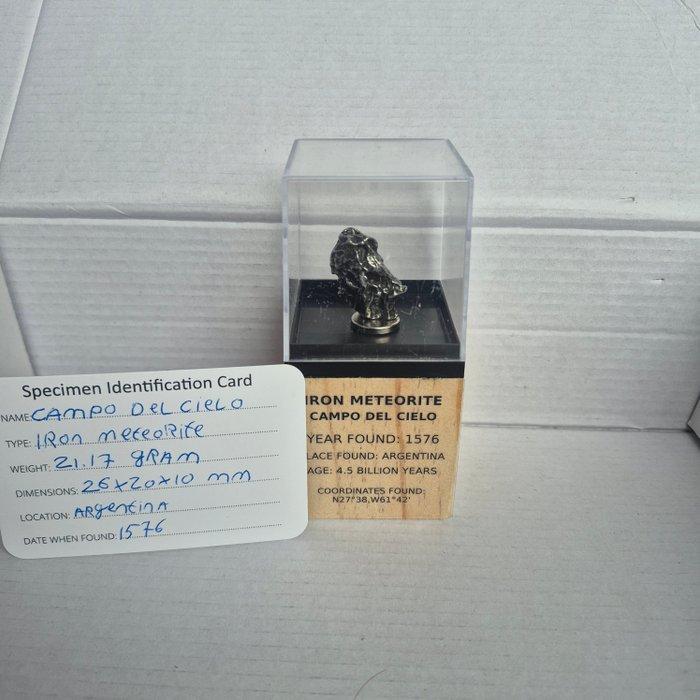 Specimen Identification Card
NAME: CAMPO DEL CIELO
TYPE: IRon meteoRite
WEIGHT: 21.17 gRAM
DIMENSIONS: 26x20x10 mm
LOCATION: ARgentinA
DATE WHEN FOUND: 1576
IRON METEORITE
CAMPO DEL CIELO
YEAR FOUND: 1576
LACE FOUND: ARGENTINA
AGE: 4.5 BILLION YEARS
COORDINATES FOUND:
N27°38,W61°42'